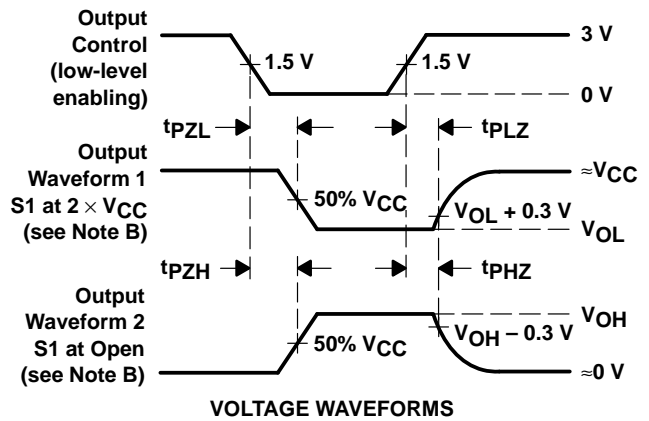 Output
Control
(low-level
enabling)
1.5 V
1.5 V
3 V
0 V
tPZL
tPLZ
Output
Waveform 1
S1 at 2 × VCC
(see Note B)
50% VCC
VOL + 0.3 V
≈VCC
VOL
tPZH
tPHZ
Output
Waveform 2
S1 at Open
(see Note B)
50% VCC
VOH – 0.3 V
VOH
≈0 V
VOLTAGE WAVEFORMS